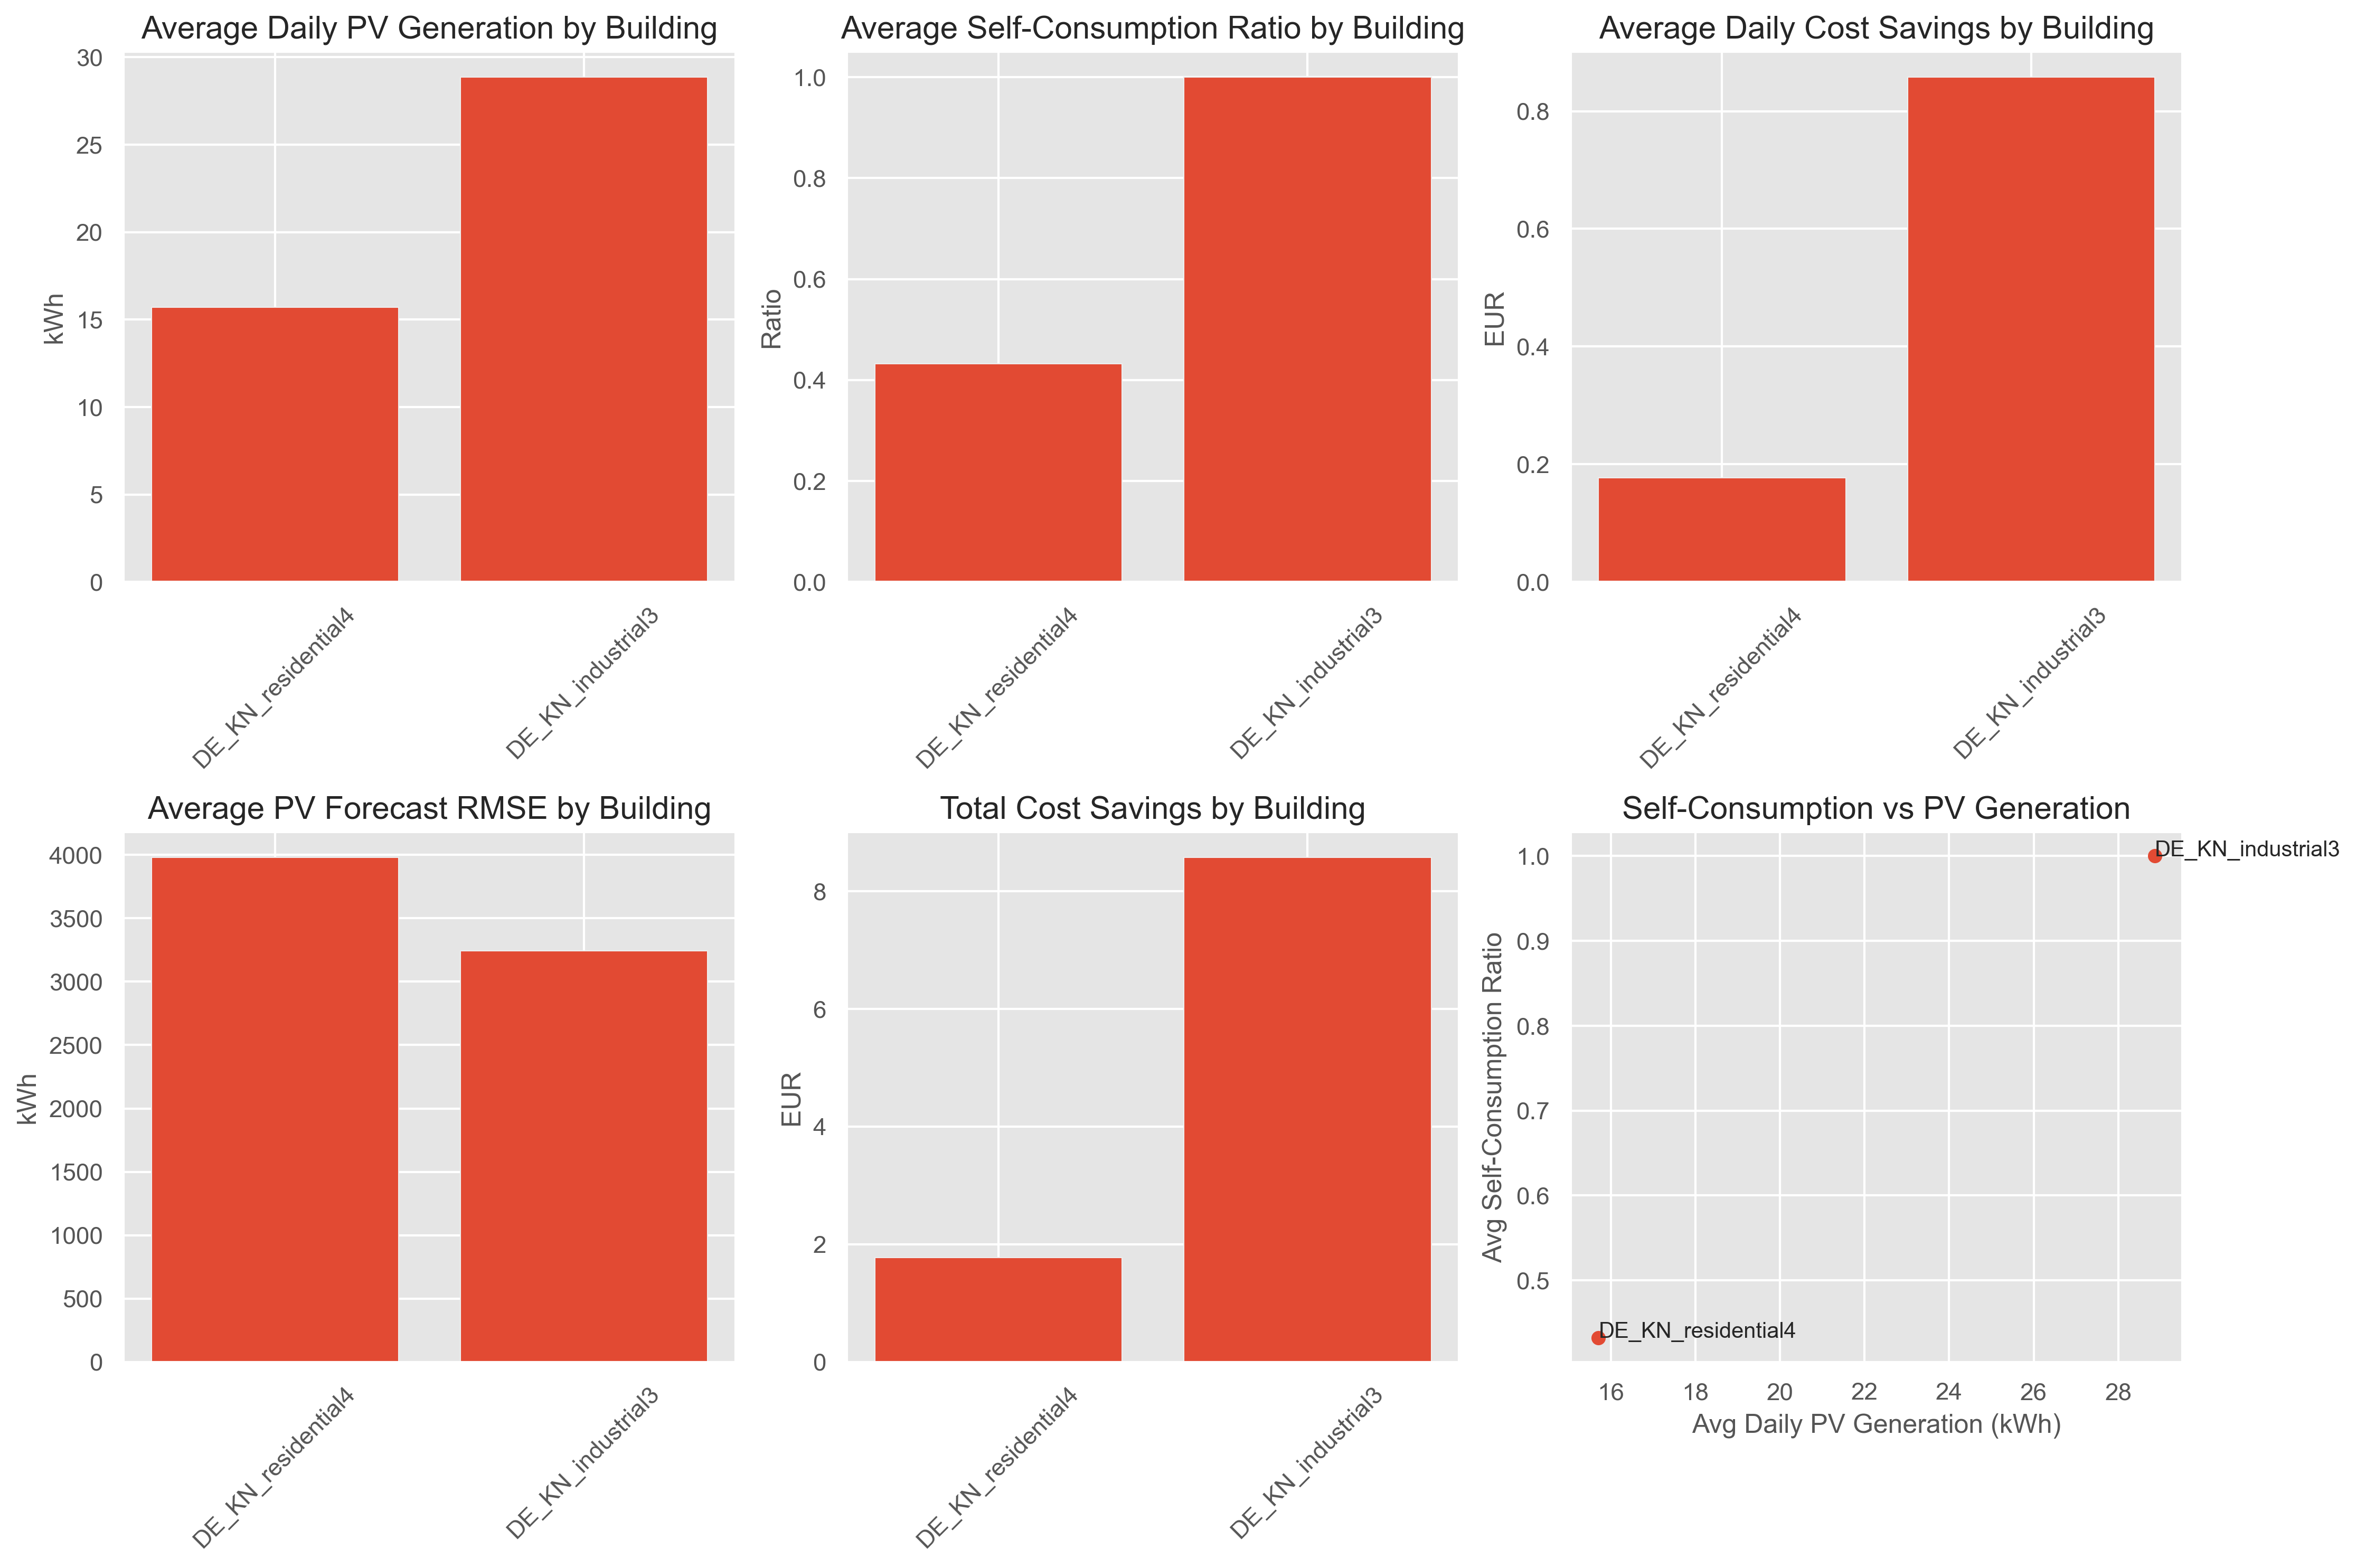 Average Daily PV Generation by Building
30
25
20
15
10
5
0
kWh
DE_KN_residential4
DE_KN_industrial3
Average Self-Consumption Ratio by Building
1.0
0.8
0.6
0.4
0.2
0.0
Ratio
DE_KN_residential4
DE_KN_industrial3
Average Daily Cost Savings by Building
0.8
0.6
0.4
0.2
0.0
EUR
DE_KN_residential4
DE_KN_industrial3
Average PV Forecast RMSE by Building
4000
3500
3000
2500
2000
1500
1000
500
0
kWh
DE_KN_residential4
DE_KN_industrial3
Total Cost Savings by Building
8
6
4
2
0
EUR
DE_KN_residential4
DE_KN_industrial3
Self-Consumption vs PV Generation
1.0
0.9
0.8
0.7
0.6
0.5
Avg Self-Consumption Ratio
DE_KN_industrial3
DE_KN_residential4
16 18 20 22 24 26 28
Avg Daily PV Generation (kWh)